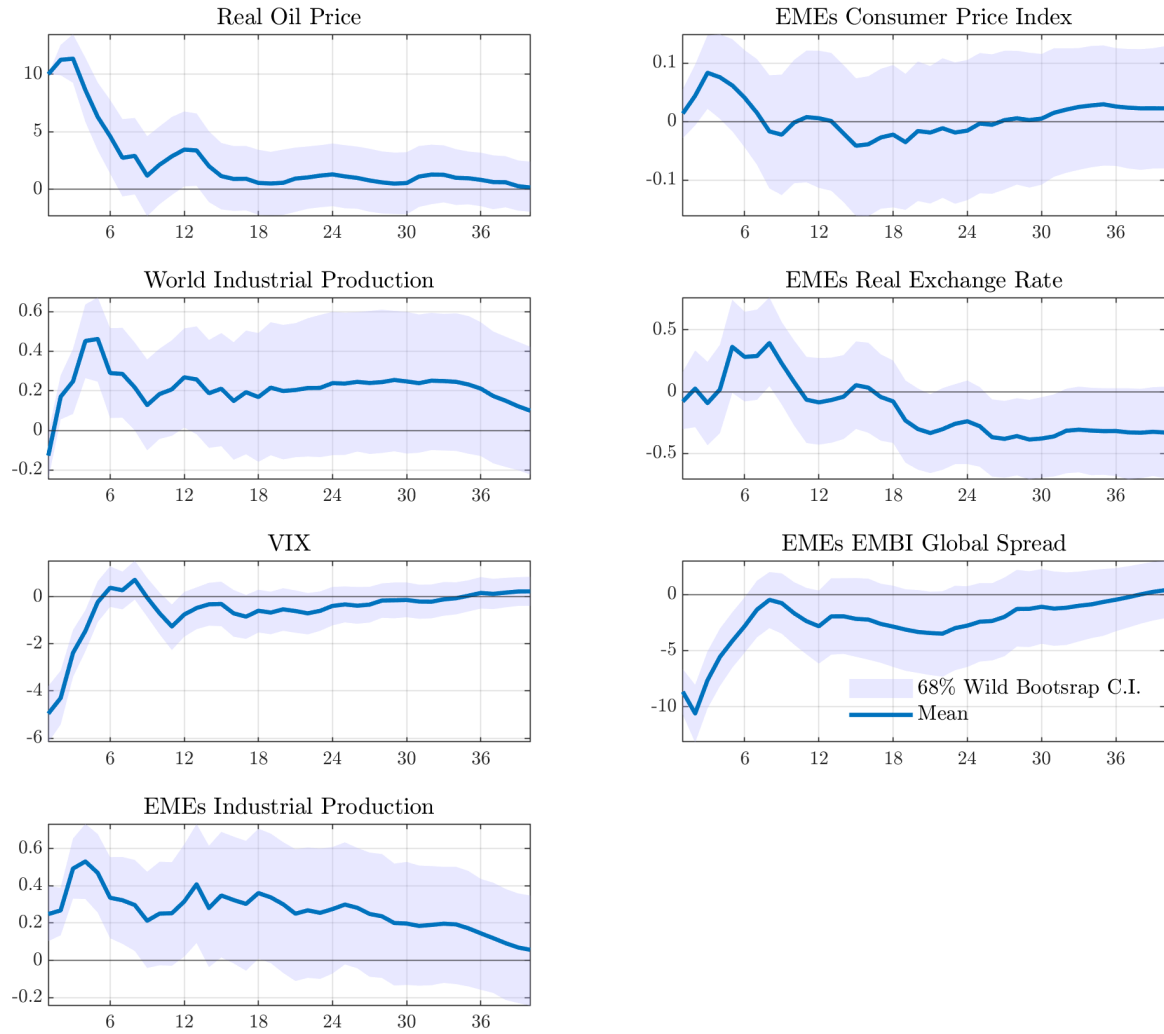 Real Oil Price
10
5
0
6 12 18 24 30 36
EMEs Consumer Price Index
0.1
0
-0.1
6 12 18 24 30 36
World Industrial Production
0.6
0.4
0.2
0
-0.2
6 12 18 24 30 36
EMEs Real Exchange Rate
0.5
0
-0.5
6 12 18 24 30 36
VIX
0
-2
-4
-6
6 12 18 24 30 36
EMEs EMBI Global Spread
0
-5
-10
68% Wild Bootsrap C.I.
Mean
6 12 18 24 30 36
EMEs Industrial Production
0.6
0.4
0.2
0
-0.2
6 12 18 24 30 36